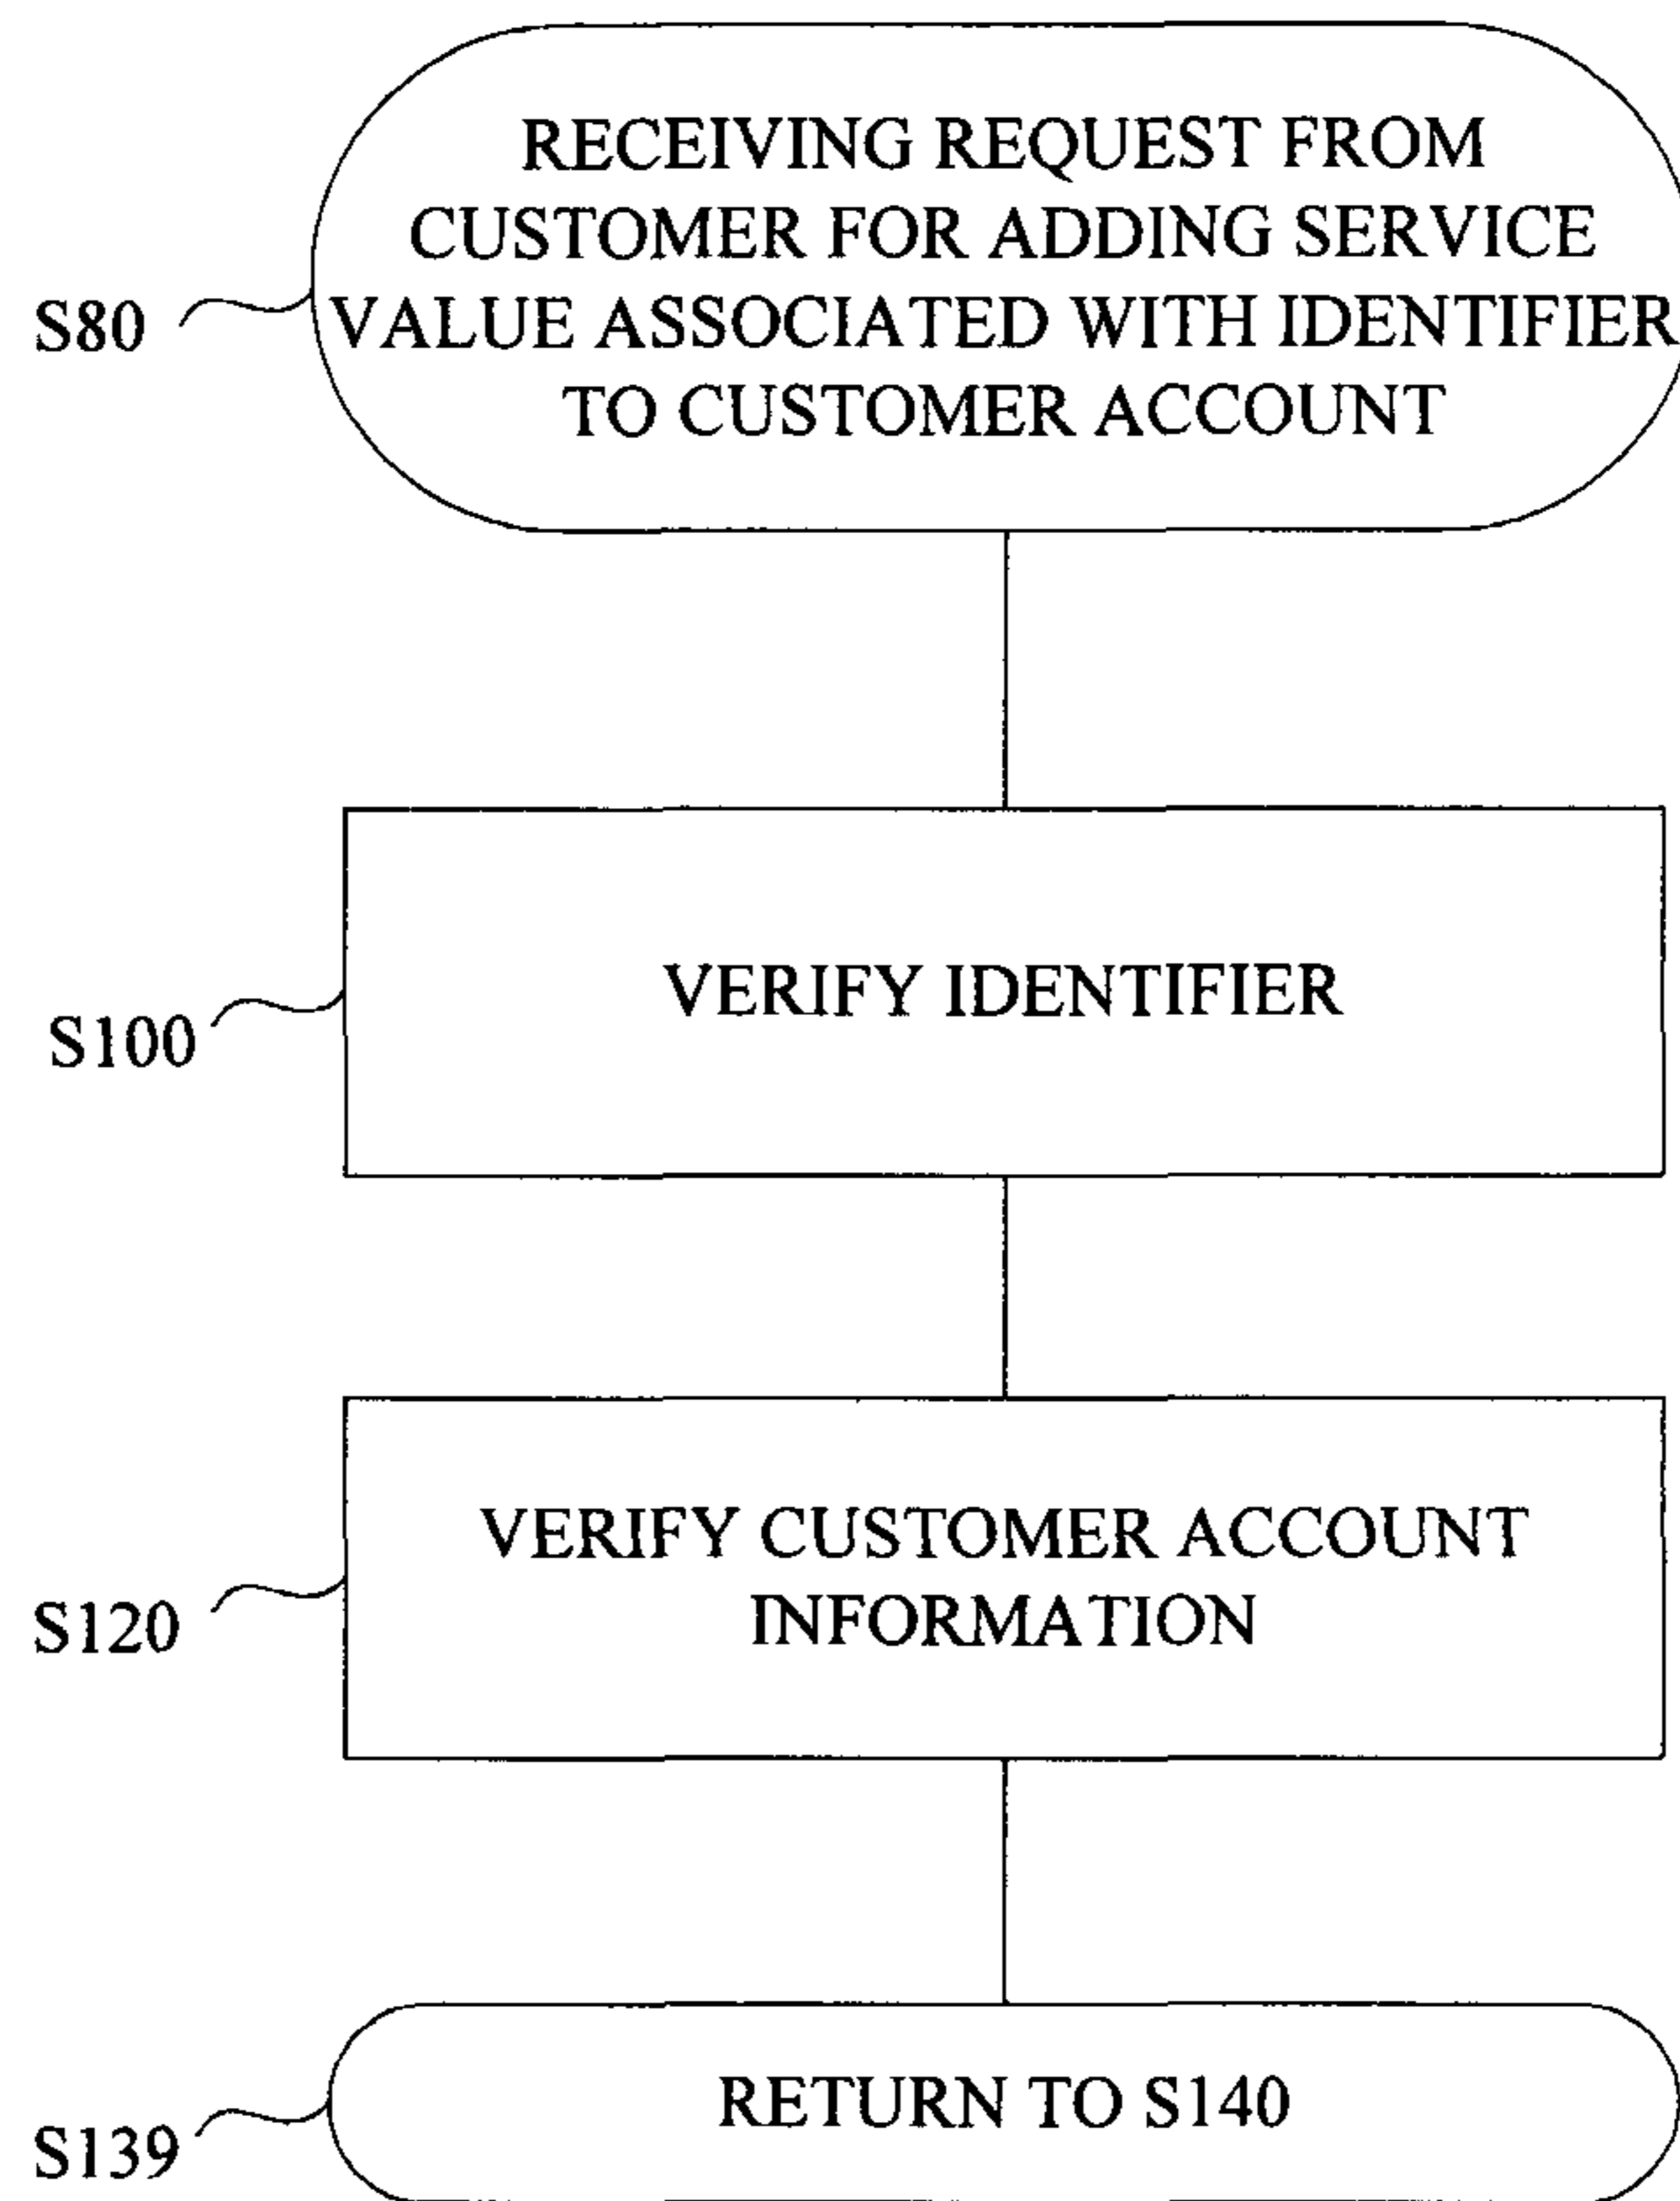 RECEIVING REQUEST FROM
CUSTOMER FOR ADDING SERVICE
S80 VALUE ASSOCIATED WITH IDENTIFIER
TO CUSTOMER ACCOUNT
VERIFY IDENTIFIER
S100
VERIFY CUSTOMER ACCOUNT
INFORMATION
S120
RETURN TO S140
S139